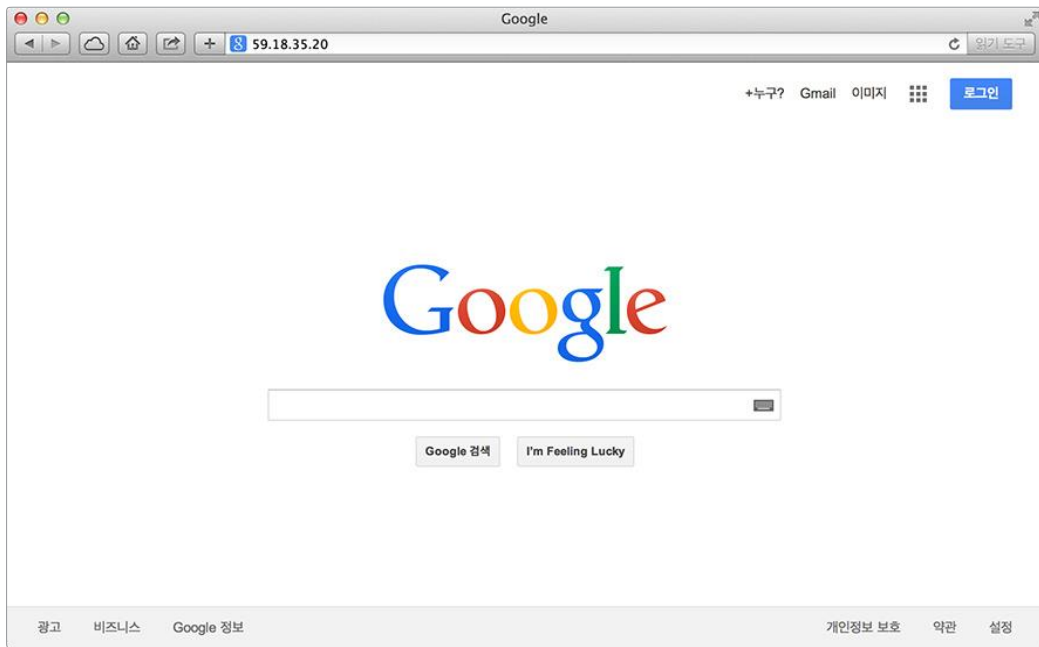 Google
59.18.35.20 읽기 도구
+누구? Gmail 이미지 로그인
Google
Google 검색 I'm Feeling Lucky
광고 비즈니스 Google 정보 개인정보 보호 약관 설정